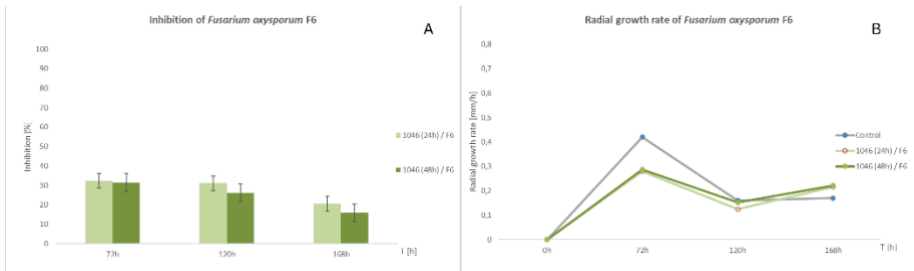 Inhibition of Fusarium oxysporum F6
A
100
90
80
70
60
50
40
30
20
10
0
Inhibition [%]
72h
120h
168h
T [h]
1046 (24h) / F6
1046 (48h) / F6
Radial growth rate of Fusarium oxysporum F6
B
0,8
0,7
0,6
0,5
0,4
0,3
0,2
0,1
0
Radial growth rate [mm/h]
0h
72h
120h
168h
T [h]
Control
1046 (24h) / F6
1046 (48h) / F6